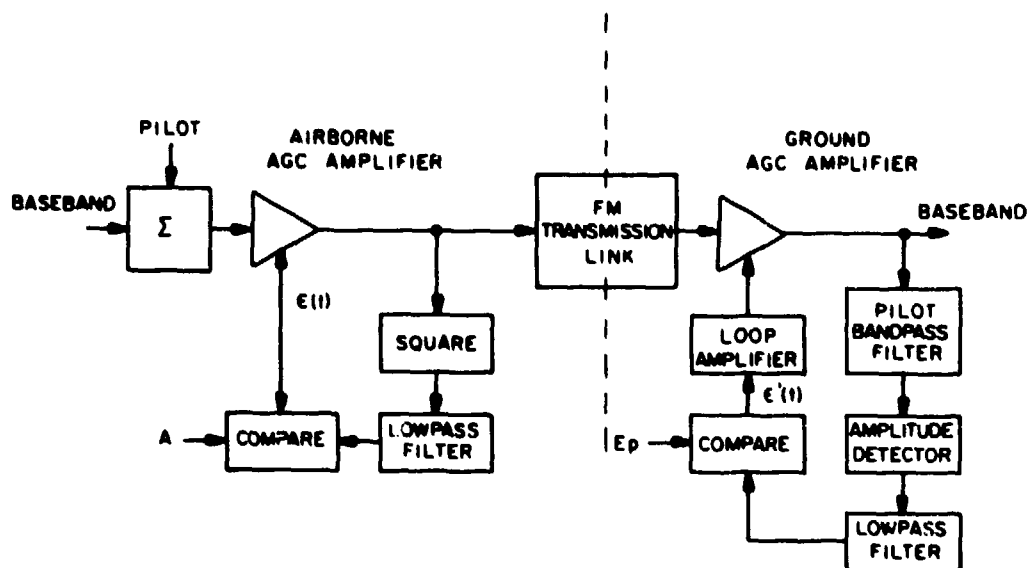 PILOT
AIRBORNE
AGC AMPLIFIER
GROUND
AGC AMPLIFIER
BASEBAND
Σ
FM
TRANSMISSION
LINK
BASEBAND
ϵ(t)
SQUARE
LOOP
AMPLIFIER
PILOT
BANDPASS
FILTER
ϵ'(t)
A
COMPARE
LOWPASS
FILTER
Ep
COMPARE
AMPLITUDE
DETECTOR
LOWPASS
FILTER